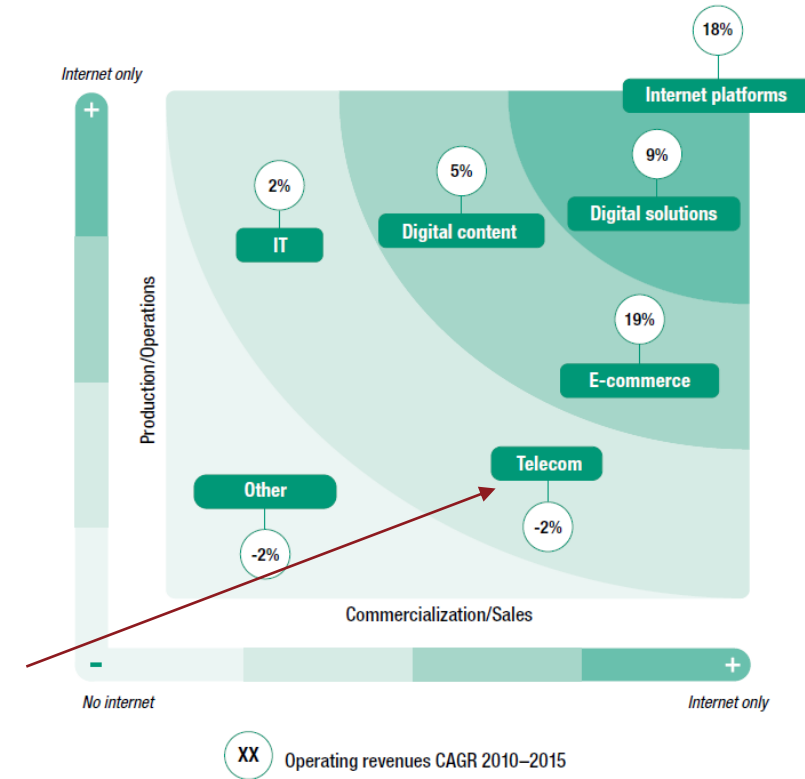 18%
Internet only
Internet platforms
+
9%
5%
2%
Digital solutions
Digital content
IT
19%
Production/Operations
E-commerce
Telecom
Other
-2%
-2%
Commercialization/Sales
-
+
No internet
Internet only
XX Operating revenues CAGR 2010–2015